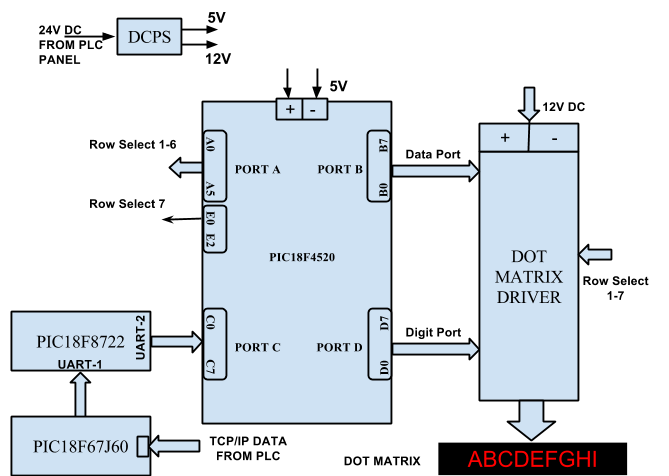 24V DC
FROM PLC
PANEL
DCPS
5V
12V
5V
+ -
12V DC
+ -
Row Select 1-6
A0
A5
PORT A
PORT B
B7
B0
Data Port
Row Select 7
E0
E2
PIC18F4520
DOT
MATRIX
DRIVER
Row Select
1-7
PIC18F8722
UART-2
UART-1
C0
C7
PORT C
PORT D
D7
D0
Digit Port
PIC18F67J60
TCP/IP DATA
FROM PLC
DOT MATRIX
ABCDEFGHI